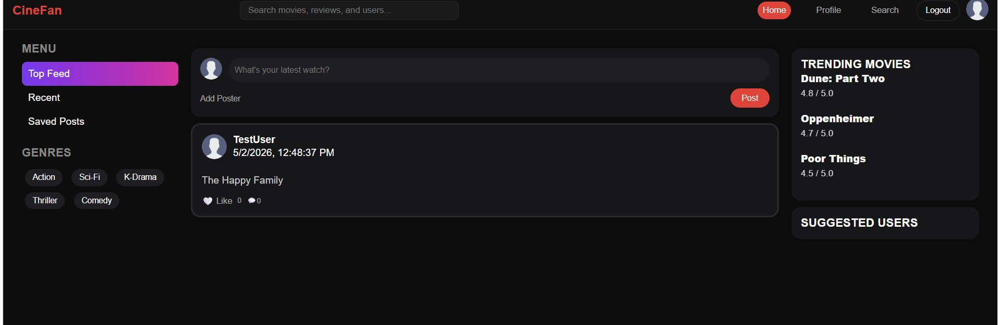 CineFan
Search movies, reviews, and users...
Home
Profile
Search
Logout
MENU
Top Feed
Recent
Saved Posts
GENRES
Action
Sci-Fi
K-Drama
Thriller
Comedy
What's your latest watch?
Add Poster
Post
TestUser
5/2/2026, 12:48:37 PM
The Happy Family
Like 0 0
TRENDING MOVIES
Dune: Part Two
4.8 / 5.0
Oppenheimer
4.7 / 5.0
Poor Things
4.5 / 5.0
SUGGESTED USERS